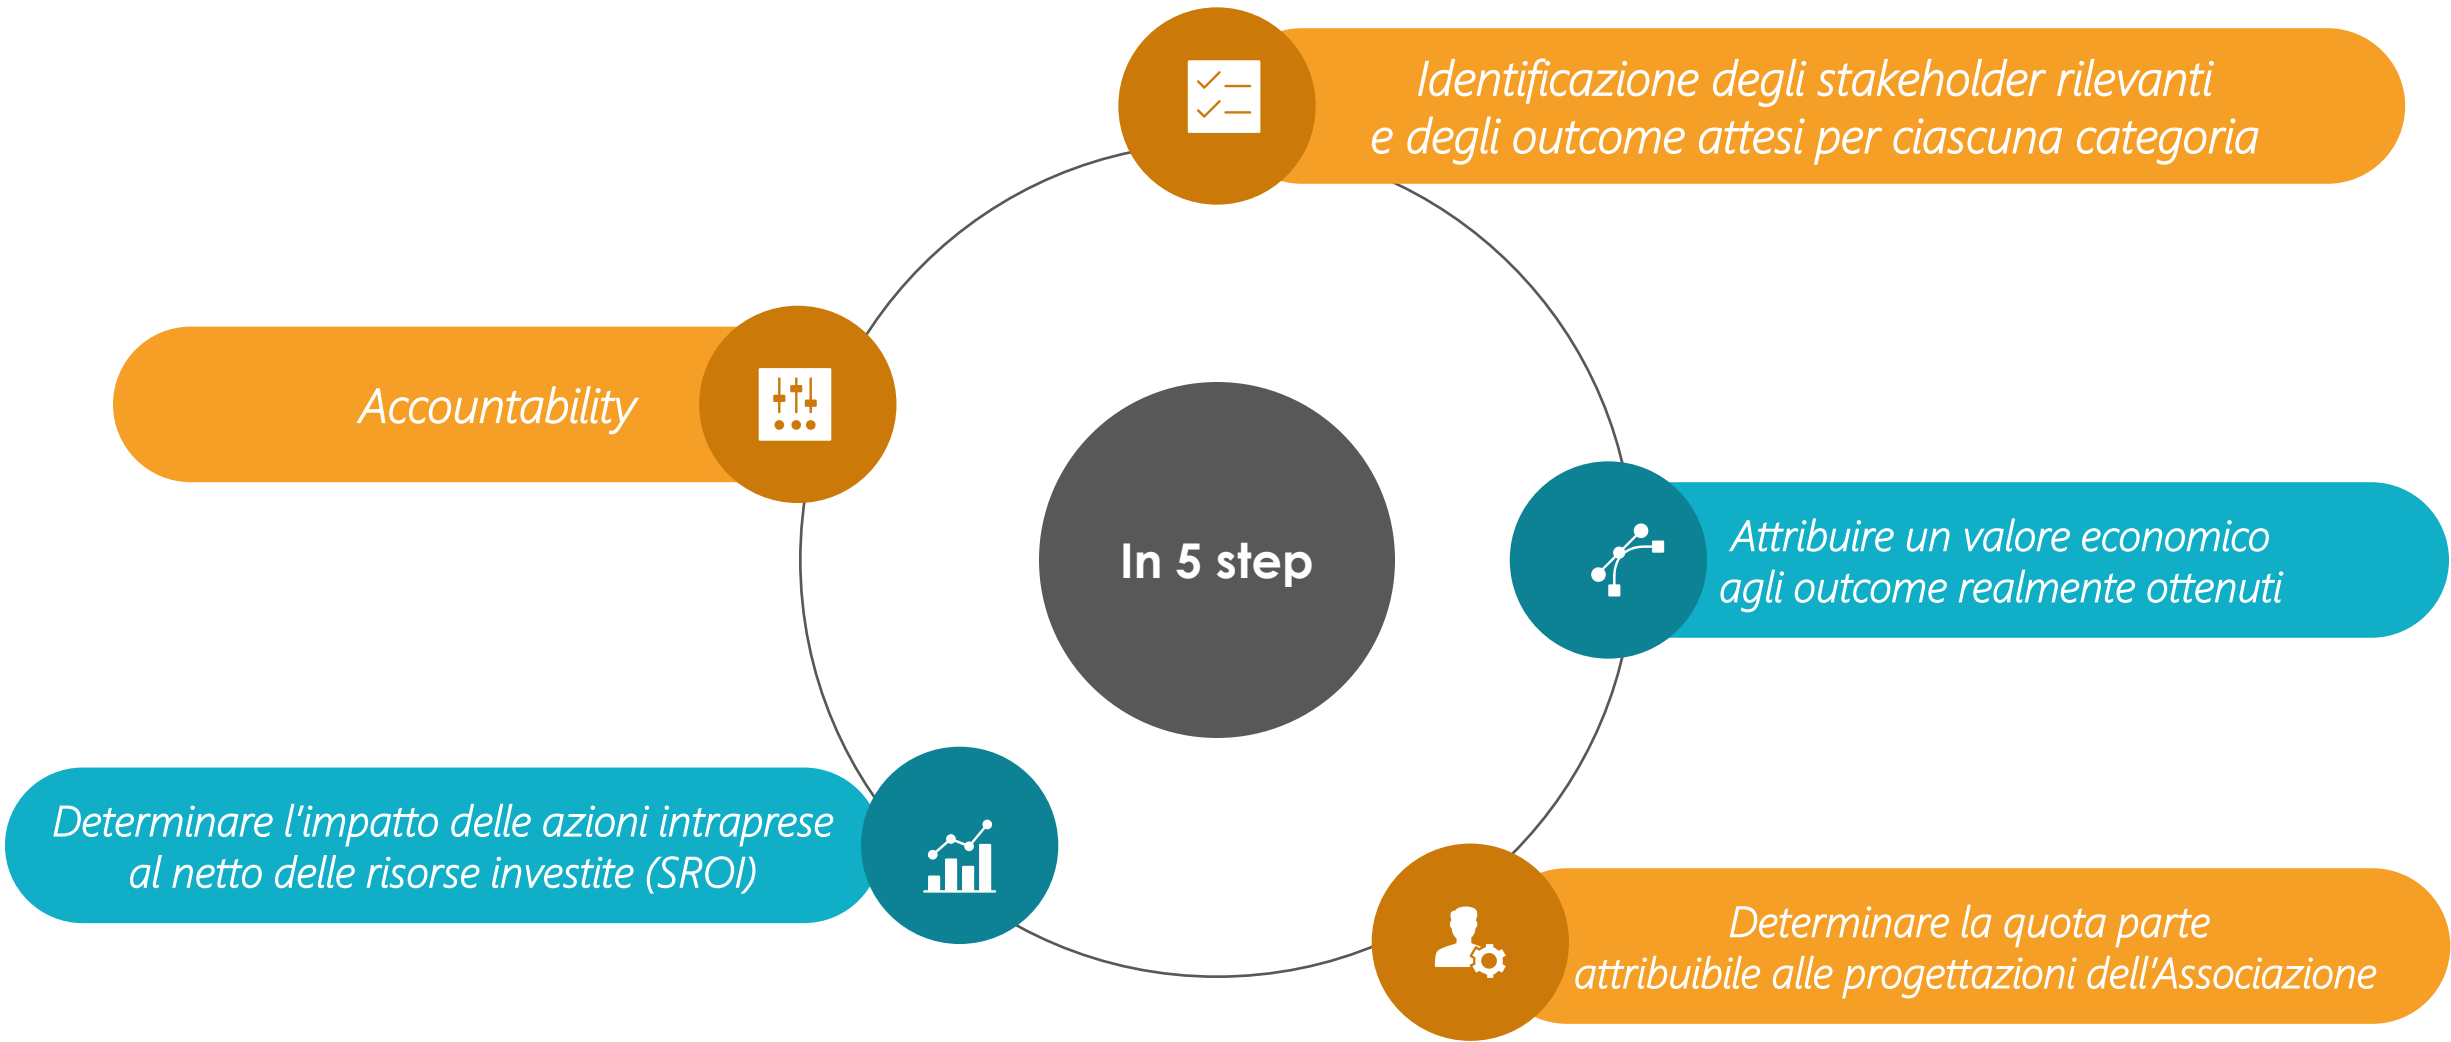 Identificazione degli stakeholder rilevanti
e degli outcome attesi per ciascuna categoria
Accountability
In 5 step
Attribuire un valore economico
agli outcome realmente ottenuti
Determinare l'impatto delle azioni intraprese
al netto delle risorse investite (SROI)
Determinare la quota parte
attribuibile alle progettazioni dell'Associazione